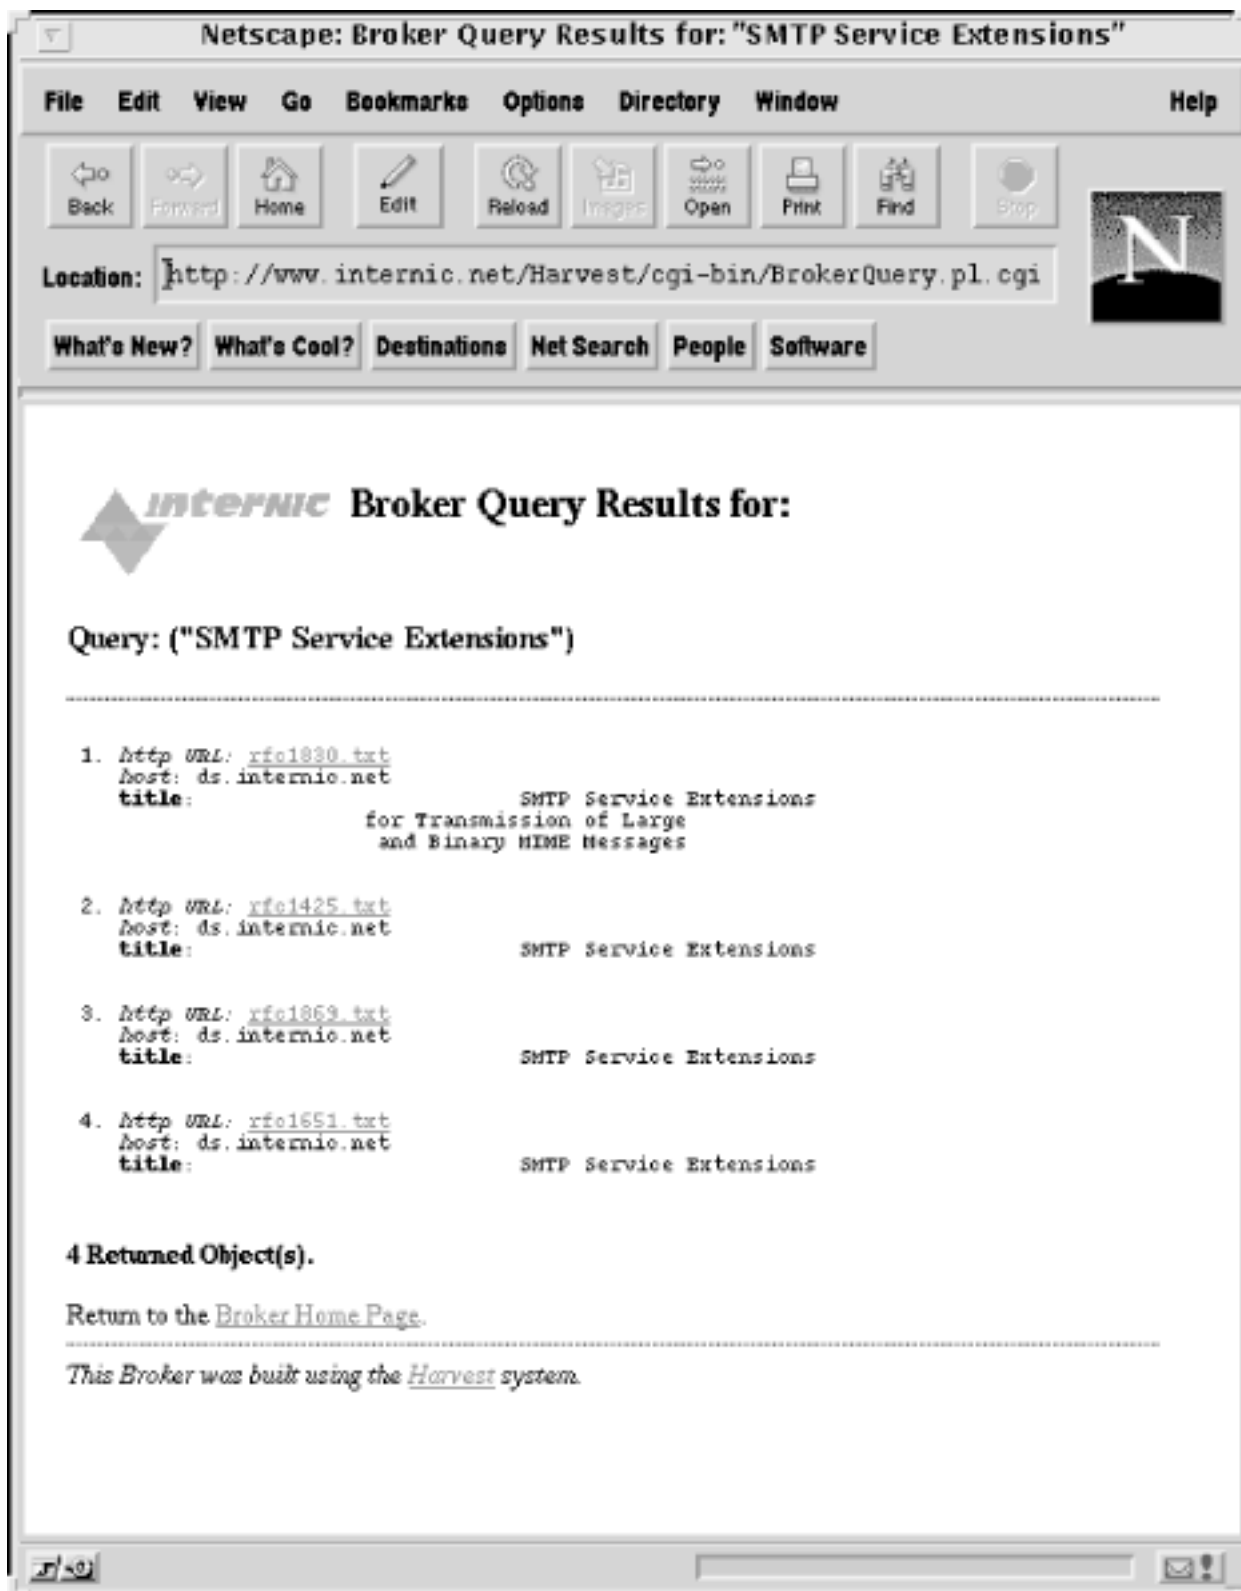 Netscape: Broker Query Results for: "SMTP Service Extensions"
File Edit View Go Bookmarks Options Directory Window Help
Back Forward Home Edit Reload Images Open Print Find Stop
N
Location: http://www.internic.net/Harvest/cgi-bin/BrokerQuery.pl.cgi
What's New? What's Cool? Destinations Net Search People Software
InterNIC Broker Query Results for:
Query: ("SMTP Service Extensions")
1. http URL: rfc1830.txt
host: ds.internic.net
title: SMTP Service Extensions
for Transmission of Large
and Binary MIME Messages
2. http URL: rfc1425.txt
host: ds.internic.net
title: SMTP Service Extensions
3. http URL: rfc1869.txt
host: ds.internic.net
title: SMTP Service Extensions
4. http URL: rfc1651.txt
host: ds.internic.net
title: SMTP Service Extensions
4 Returned Object(s).
Return to the Broker Home Page.
This Broker was built using the Harvest system.